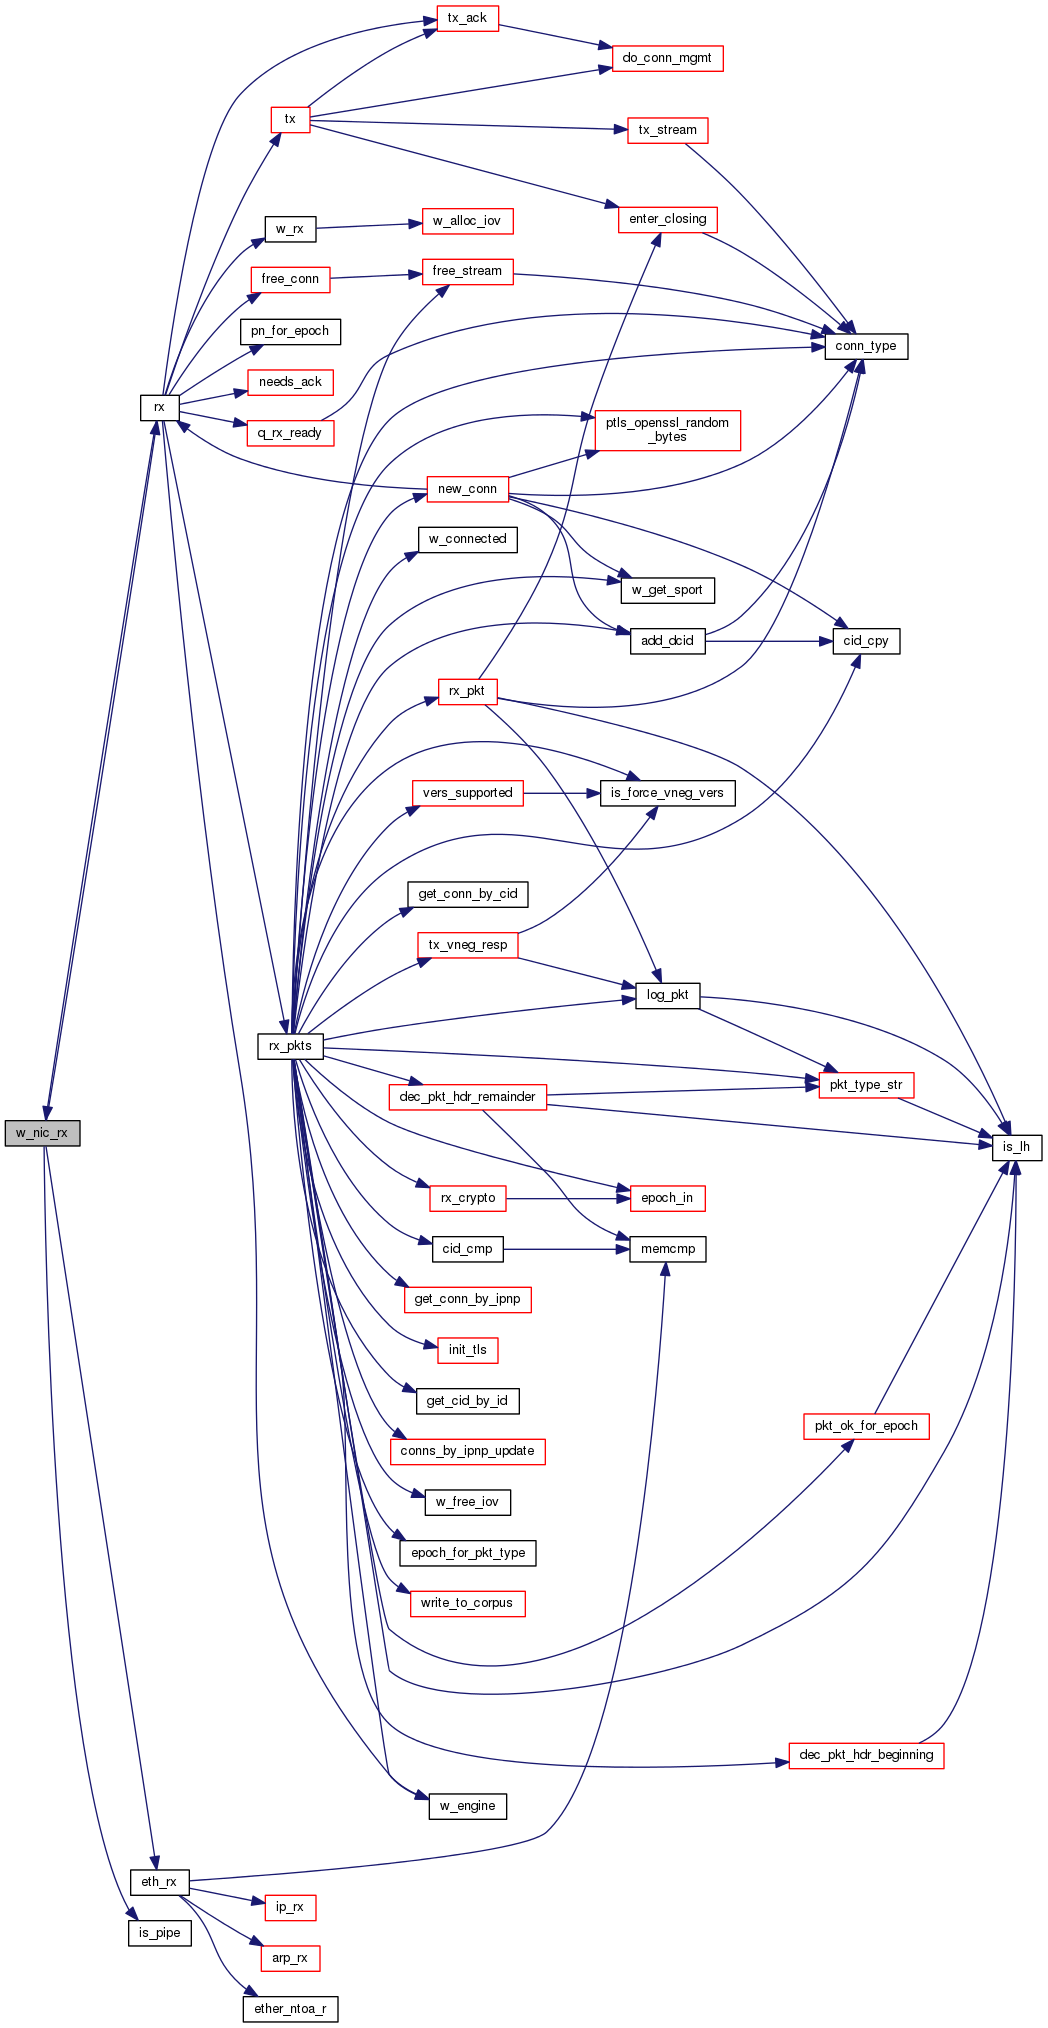 tx_ack
do_conn_mgmt
tx
tx_stream
enter_closing
w_rx
w_alloc_iov
free_conn
free_stream
pn_for_epoch
conn_type
needs_ack
rx
q_rx_ready
ptls_openssl_random
_bytes
new_conn
w_connected
w_get_sport
add_dcid
cid_cpy
rx_pkt
vers_supported
is_force_vneg_vers
get_conn_by_cid
tx_vneg_resp
log_pkt
rx_pkts
pkt_type_str
dec_pkt_hdr_remainder
w_nic_rx
is_lh
rx_crypto
epoch_in
cid_cmp
memcmp
get_conn_by_ipnp
init_tls
get_cid_by_id
pkt_ok_for_epoch
conns_by_ipnp_update
w_free_iov
epoch_for_pkt_type
write_to_corpus
dec_pkt_hdr_beginning
w_engine
eth_rx
ip_rx
is_pipe
arp_rx
ether_ntoa_r